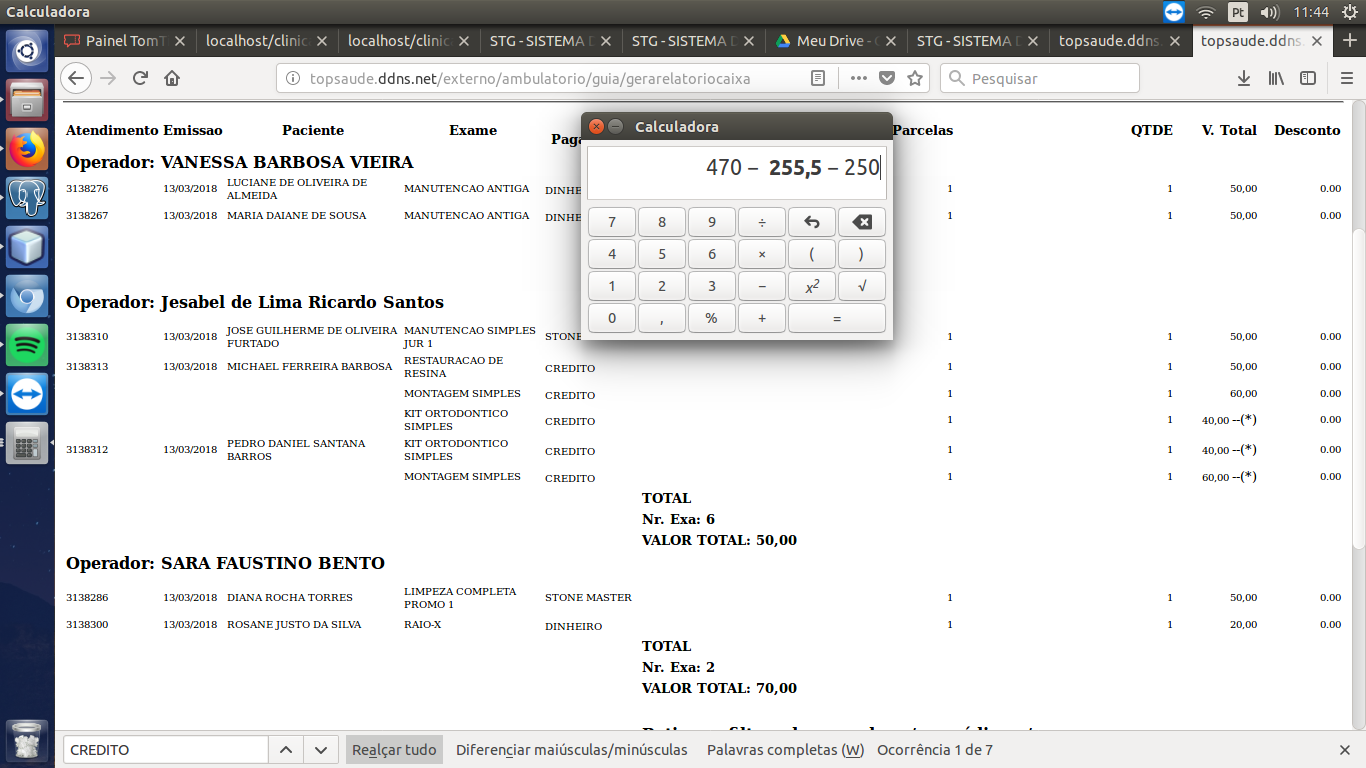 Calculadora
Pt 11:44
Painel TomT localhost/clinica localhost/clinica STG - SISTEMA D STG - SISTEMA D Meu Drive - STG - SISTEMA D topsaude.ddns. topsaude.ddns.
topsaude.ddns.net/externo/ambulatorio/guia/gerarelatoriocaixa Pesquisar
Atendimento Emissao Paciente Exame Paga Parcelas QTDE V. Total Desconto
Calculadora
470 − 255,5 − 250
7 8 9 ÷
4 5 6 × ( )
1 2 3 − x² √
0 , % + =
Operador: VANESSA BARBOSA VIEIRA
3138276 13/03/2018 LUCIANE DE OLIVEIRA DE ALMEIDA MANUTENCAO ANTIGA DINHE 1 1 50,00 0.00
3138267 13/03/2018 MARIA DAIANE DE SOUSA MANUTENCAO ANTIGA DINHE 1 1 50,00 0.00
Operador: Jesabel de Lima Ricardo Santos
3138310 13/03/2018 JOSE GUILHERME DE OLIVEIRA FURTADO MANUTENCAO SIMPLES JUR 1 STONE 1 1 50,00 0.00
3138313 13/03/2018 MICHAEL FERREIRA BARBOSA RESTAURACAO DE RESINA CREDITO 1 1 50,00 0.00
MONTAGEM SIMPLES CREDITO 1 1 60,00 0.00
KIT ORTODONTICO SIMPLES CREDITO 1 1 40,00 --(*) 0.00
3138312 13/03/2018 PEDRO DANIEL SANTANA BARROS KIT ORTODONTICO SIMPLES CREDITO 1 1 40,00 --(*) 0.00
MONTAGEM SIMPLES CREDITO 1 1 60,00 --(*) 0.00
TOTAL
Nr. Exa: 6
VALOR TOTAL: 50,00
Operador: SARA FAUSTINO BENTO
3138286 13/03/2018 DIANA ROCHA TORRES LIMPEZA COMPLETA PROMO 1 STONE MASTER 1 1 50,00 0.00
3138300 13/03/2018 ROSANE JUSTO DA SILVA RAIO-X DINHEIRO 1 1 20,00 0.00
TOTAL
Nr. Exa: 2
VALOR TOTAL: 70,00
CREDITO Realçar tudo Diferenciar maiúsculas/minúsculas Palavras completas (W) Ocorrência 1 de 7